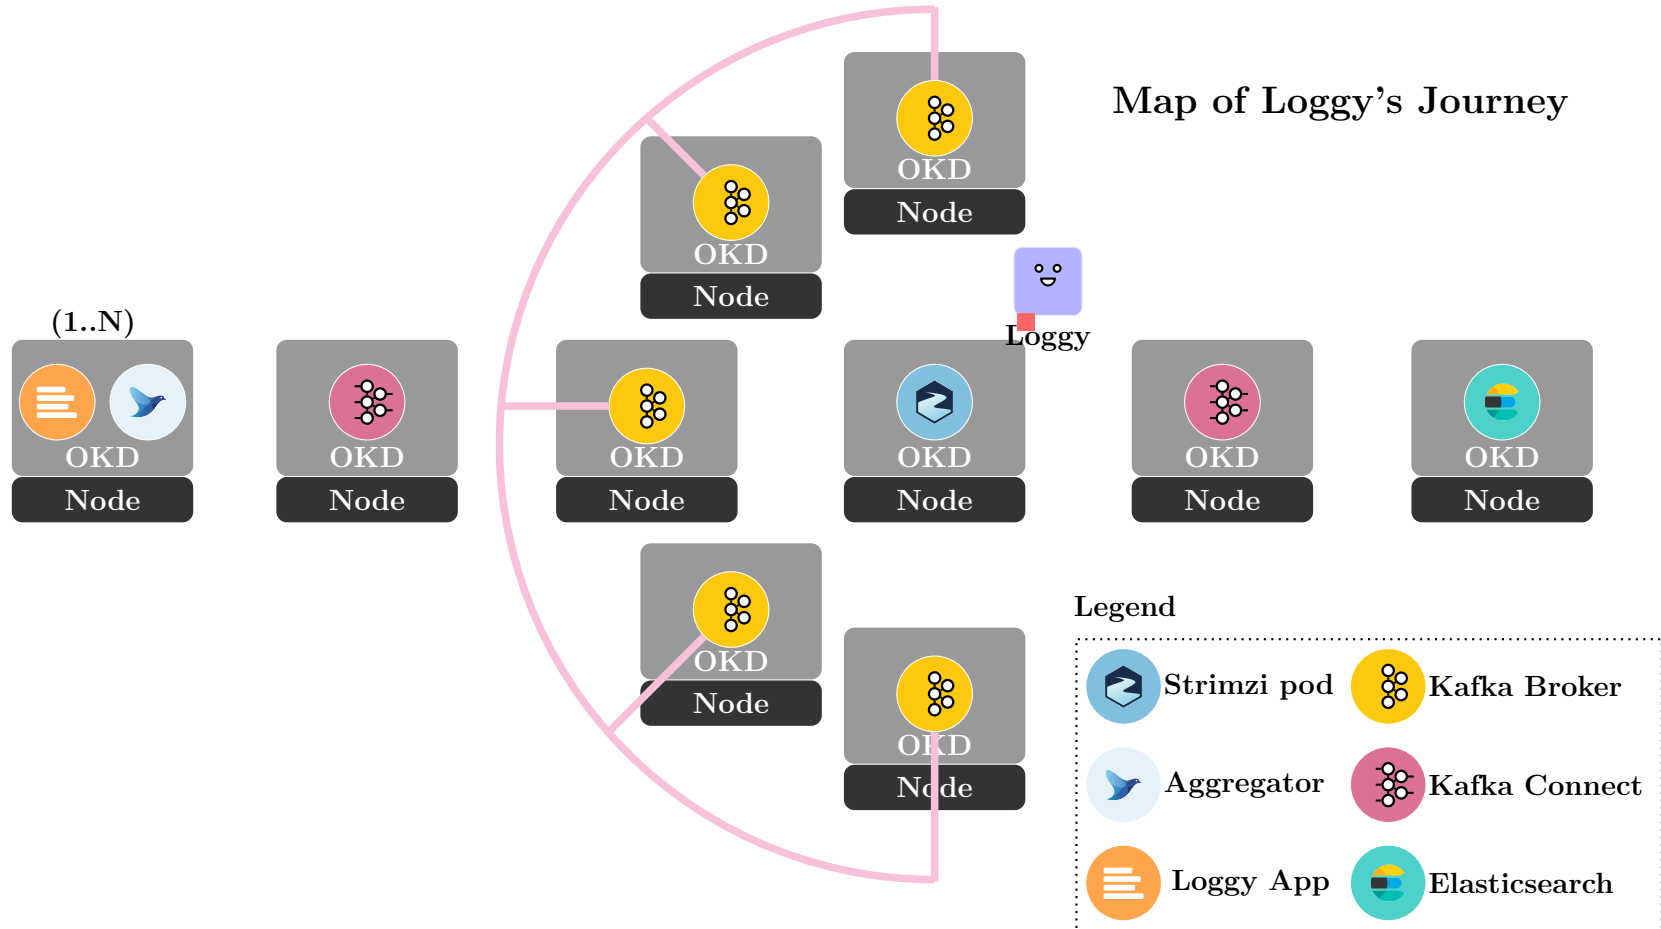 Map of Loggy's Journey
OKD
Node
OKD
Node
Loggy
(1..N)
OKD
Node
OKD
Node
OKD
Node
OKD
Node
OKD
Node
OKD
Node
OKD
Node
OKD
Node
Legend
Strimzi pod
Kafka Broker
Aggregator
Kafka Connect
Loggy App
Elasticsearch